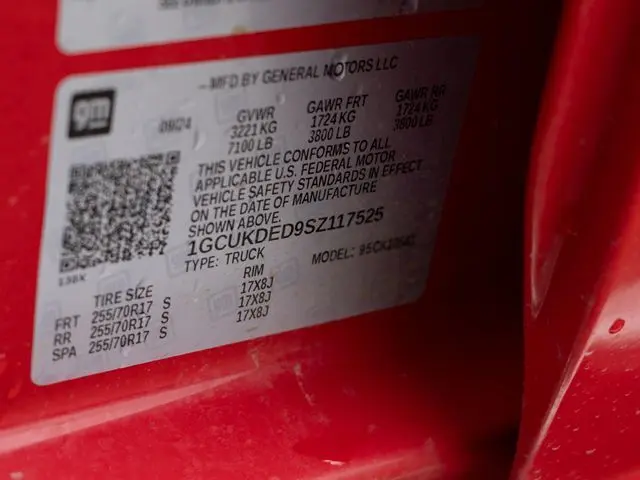 MFD BY GENERAL MOTORS LLC
gm
09/24
GVWR GAWR FRT GAWR RR
3221 KG 1724 KG 1724 KG
7100 LB 3800 LB 3800 LB
THIS VEHICLE CONFORMS TO ALL
APPLICABLE U.S. FEDERAL MOTOR
VEHICLE SAFETY STANDARDS IN EFFECT
ON THE DATE OF MANUFACTURE
SHOWN ABOVE.
1GCUKDED9SZ117525
TYPE: TRUCK MODEL:
TIRE SIZE RIM
FRT 255/70R17 S 17X8J
RR 255/70R17 S 17X8J
SPA 255/70R17 S 17X8J